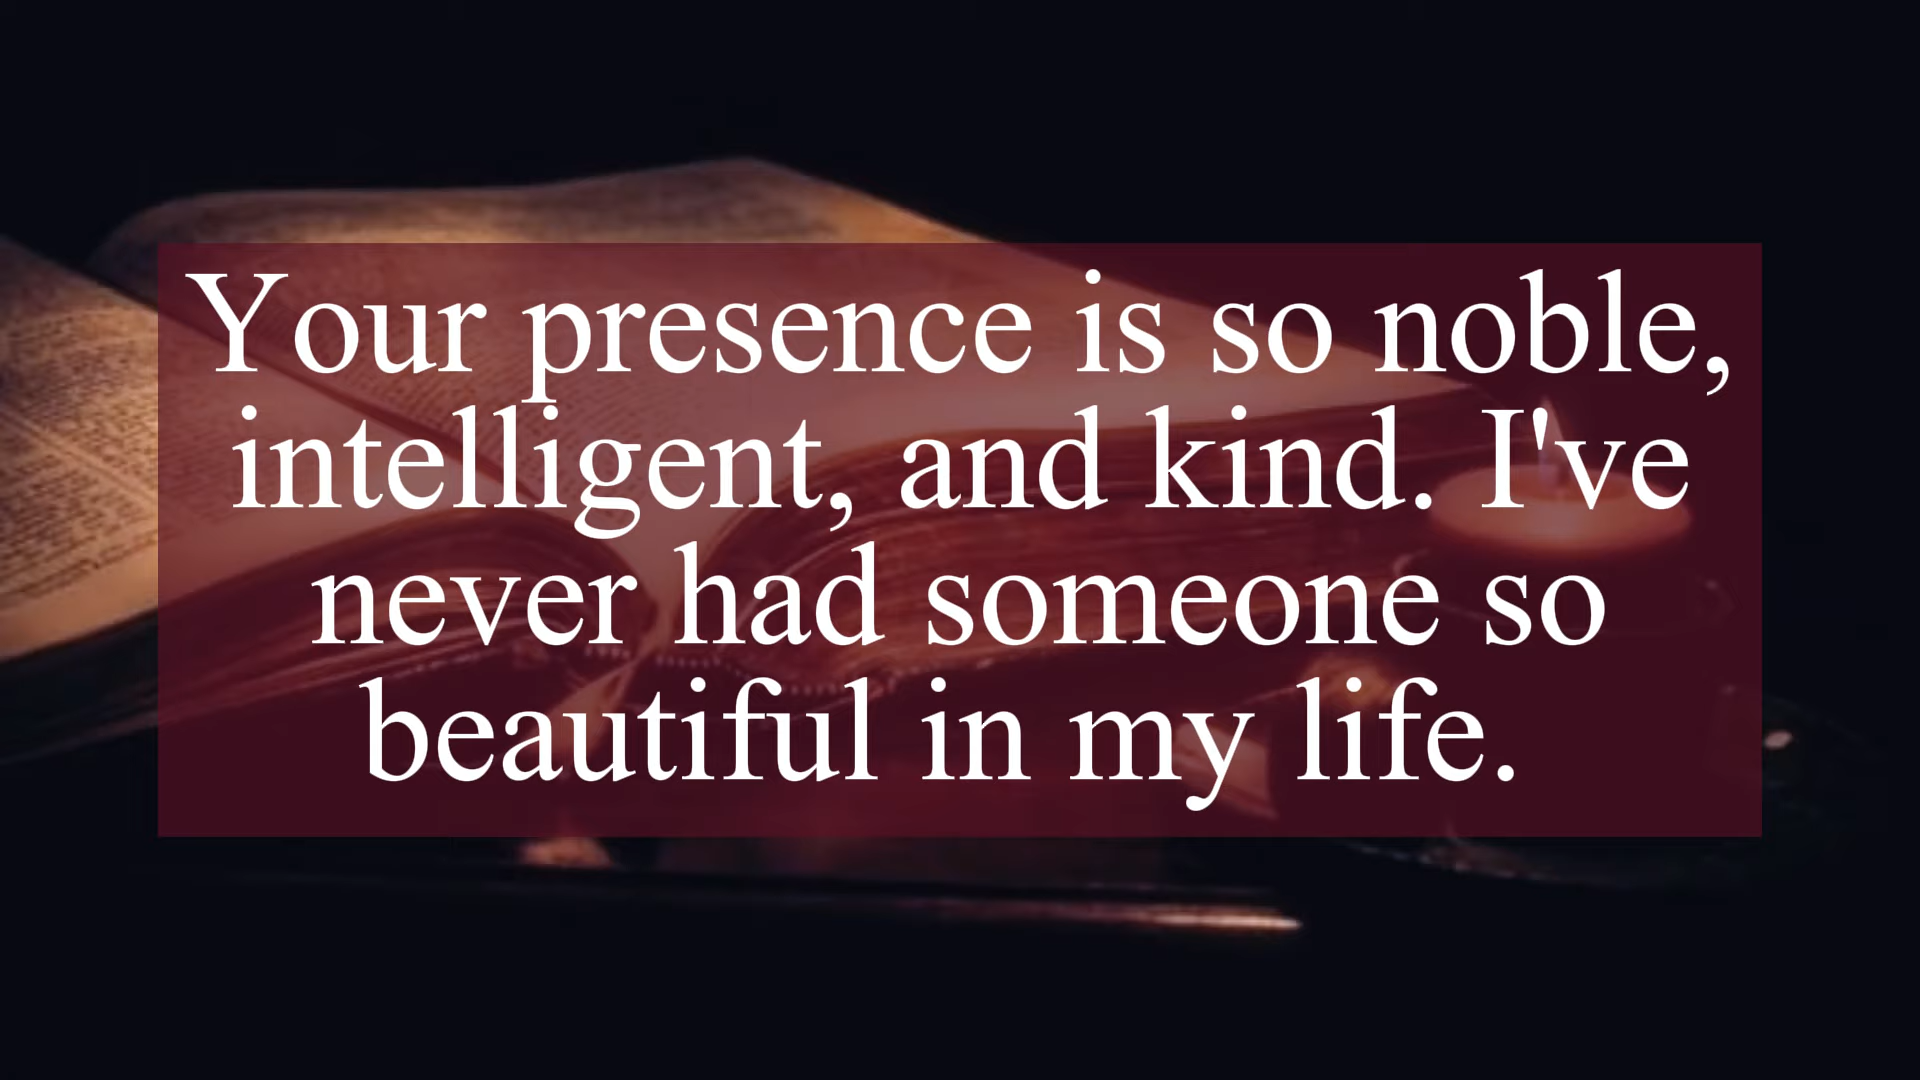 Your presence is so noble,
intelligent, and kind. I've
never had someone so
beautiful in my life.